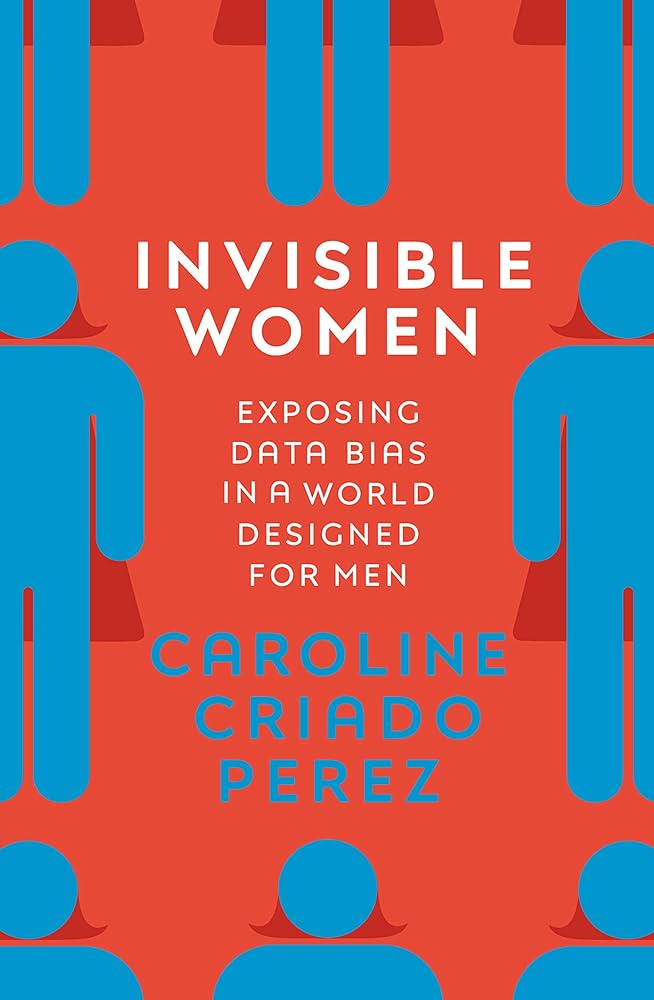 INVISIBLE
WOMEN
EXPOSING
DATA BIAS
IN A WORLD
DESIGNED
FOR MEN
CAROLINE
CRIADO
PEREZ